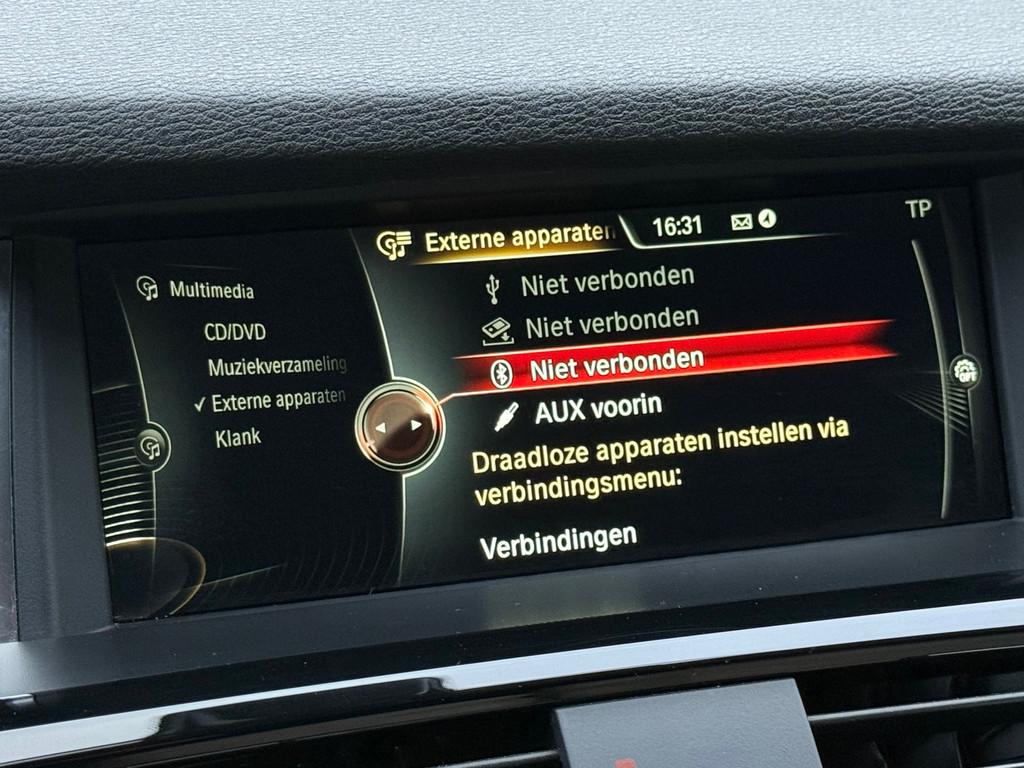 Externe apparaten
16:31
TP
Multimedia
CD/DVD
Muziekverzameling
✓ Externe apparaten
Klank
Niet verbonden
Niet verbonden
Niet verbonden
AUX voorin
Draadloze apparaten instellen via
verbindingsmenu:
Verbindingen
OFF